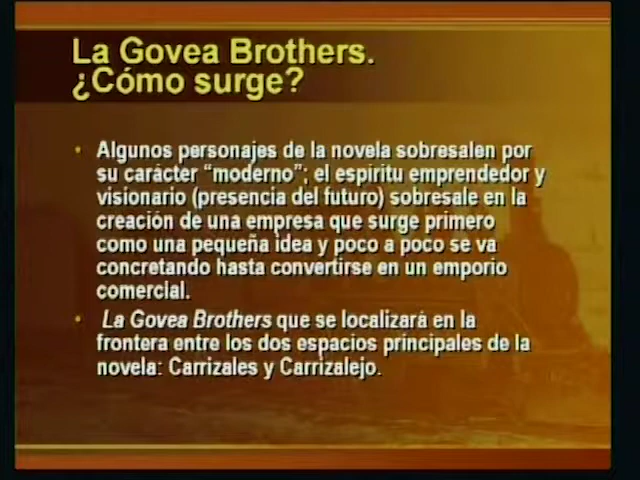 La Govea Brothers.
¿Cómo surge?
• Algunos personajes de la novela sobresalen por
su carácter “moderno”; el espíritu emprendedor y
visionario (presencia del futuro) sobresale en la
creación de una empresa que surge primero
como una pequeña idea y poco a poco se va
concretando hasta convertirse en un emporio
comercial.
• La Govea Brothers que se localizará en la
frontera entre los dos espacios principales de la
novela: Carrizales y Carrizalejo.